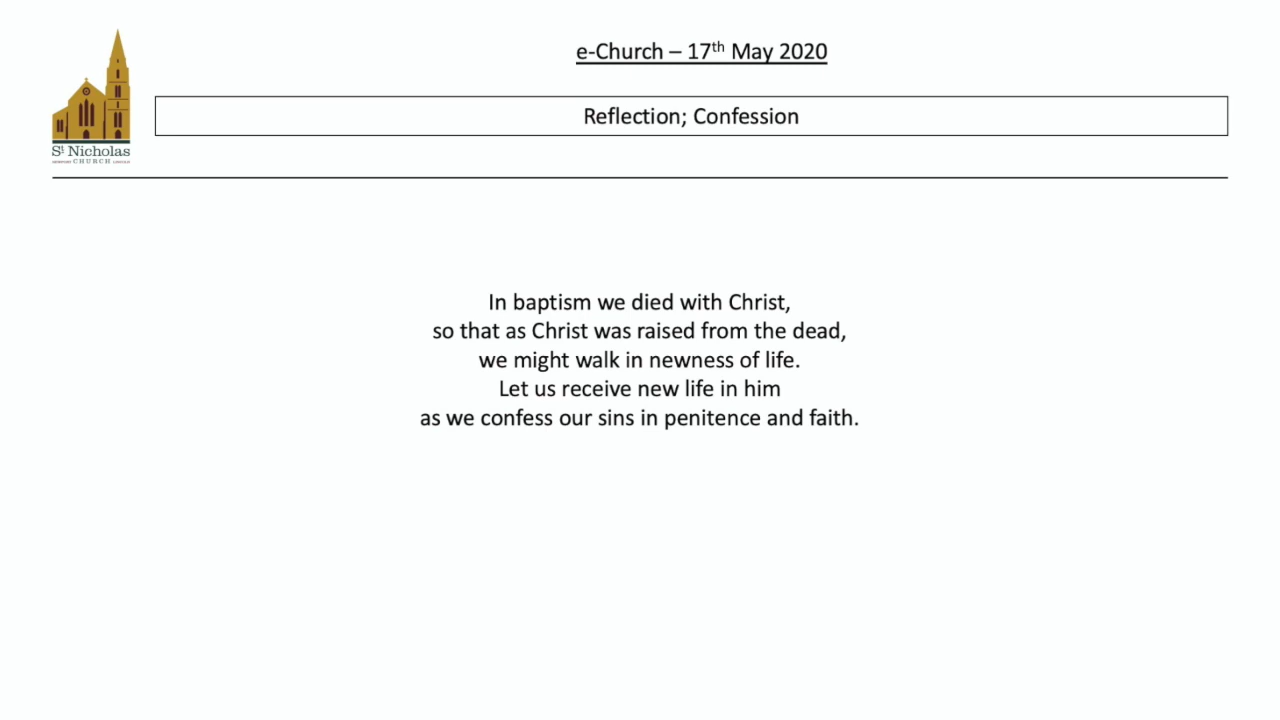 e-Church – 17th May 2020
Reflection; Confession
St Nicholas
NEWPORT CHURCH LINCOLN
In baptism we died with Christ,
so that as Christ was raised from the dead,
we might walk in newness of life.
Let us receive new life in him
as we confess our sins in penitence and faith.